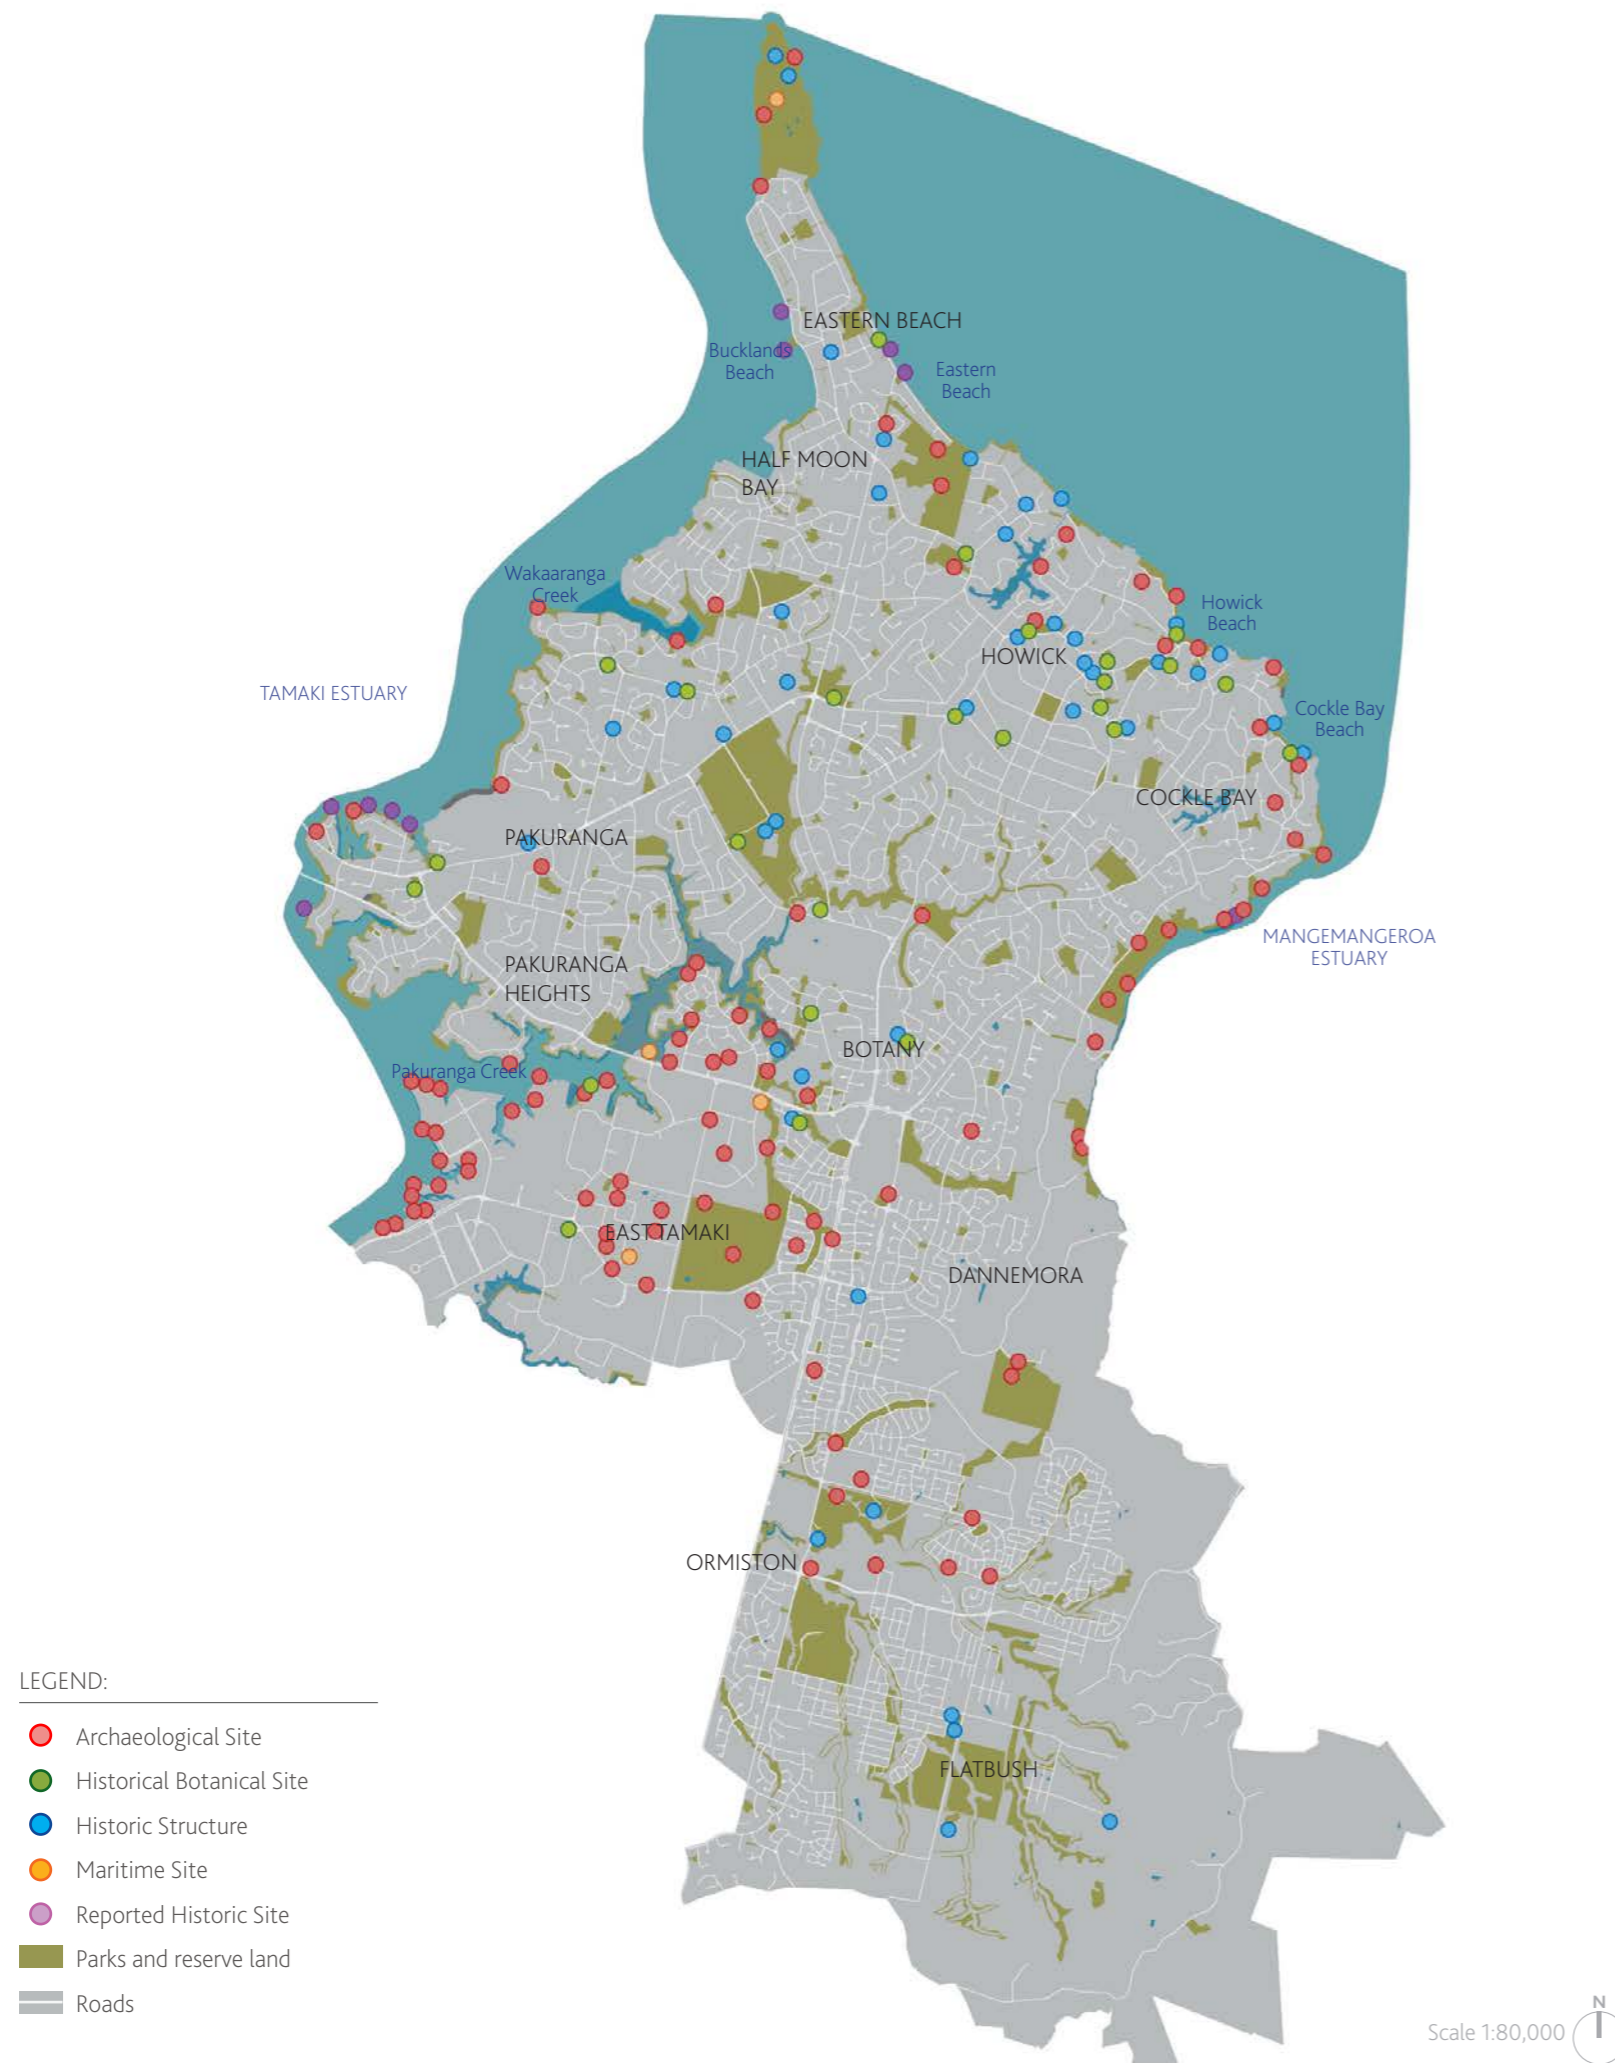 EASTERN BEACH
Bucklands
Beach
Eastern
Beach
HALF MOON
BAY
Wakaaranga
Creek
Howick
Beach
HOWICK
TAMAKI ESTUARY
Cockle Bay
Beach
COCKLE BAY
PAKURANGA
MANGEMANGEROA
ESTUARY
PAKURANGA
HEIGHTS
BOTANY
Pakuranga Creek
EAST TAMAKI
DANNEMORA
ORMISTON
FLATBUSH
LEGEND:
Archaeological Site
Historical Botanical Site
Historic Structure
Maritime Site
Reported Historic Site
Parks and reserve land
Roads
Scale 1:80,000
N